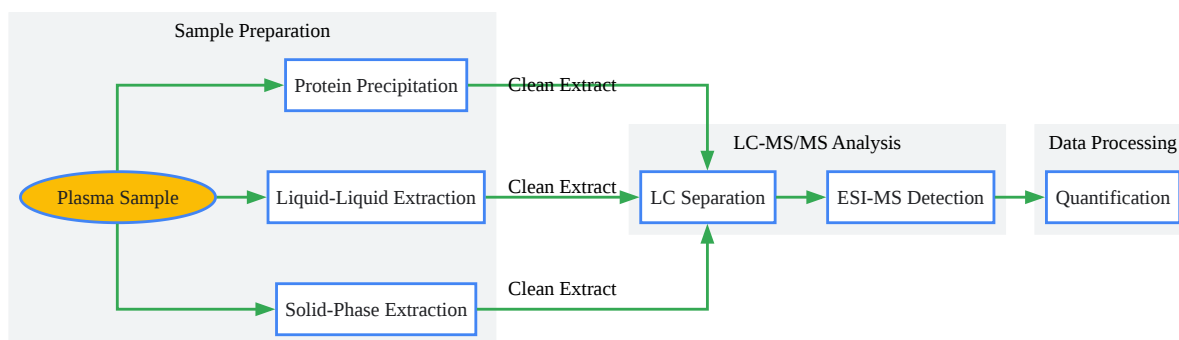 Sample Preparation
Protein Precipitation
Clean Extract
LC-MS/MS Analysis
Data Processing
Plasma Sample
Liquid-Liquid Extraction
Clean Extract
LC Separation
ESI-MS Detection
Quantification
Solid-Phase Extraction
Clean Extract